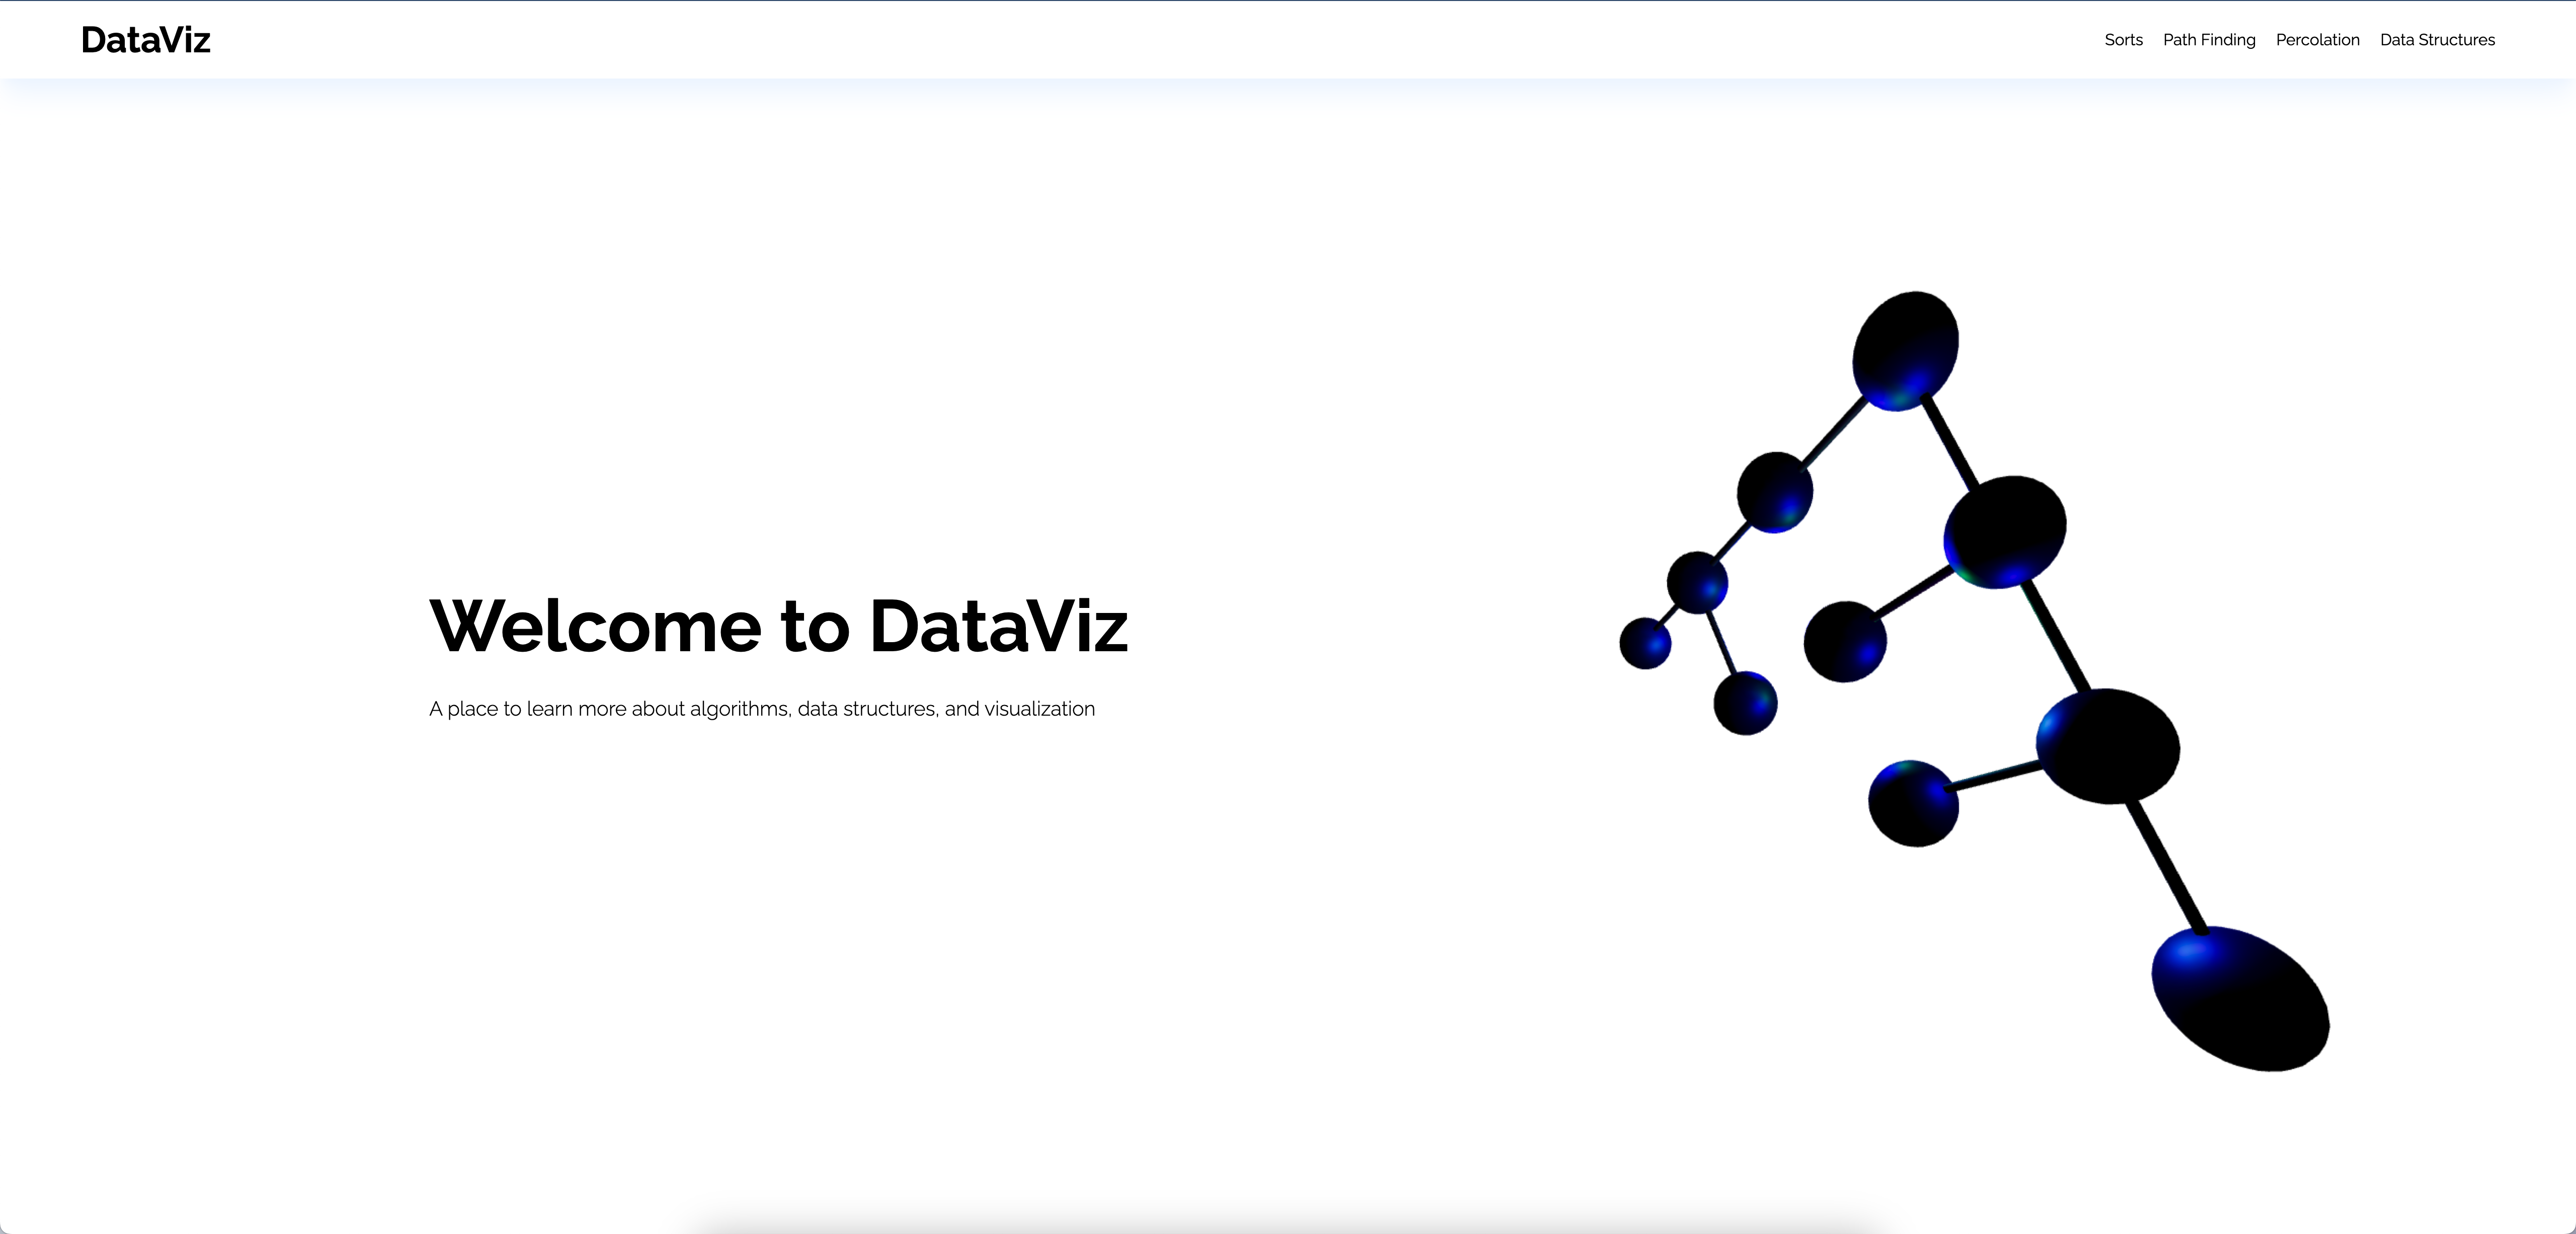 DataViz
Sorts Path Finding Percolation Data Structures
Welcome to DataViz
A place to learn more about algorithms, data structures, and visualization